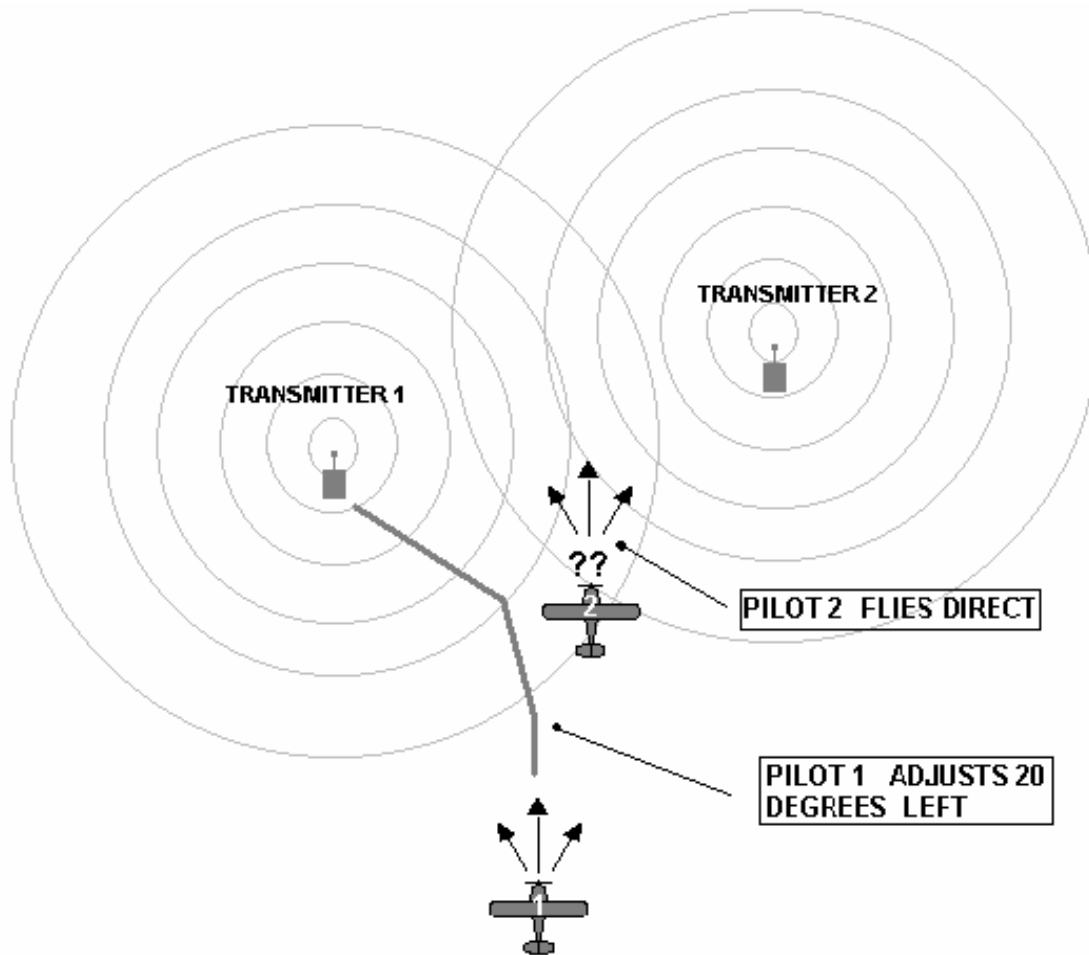 TRANSMITTER 2
TRANSMITTER 1
??
2
PILOT 2 FLIES DIRECT
PILOT 1 ADJUSTS 20
DEGREES LEFT
1